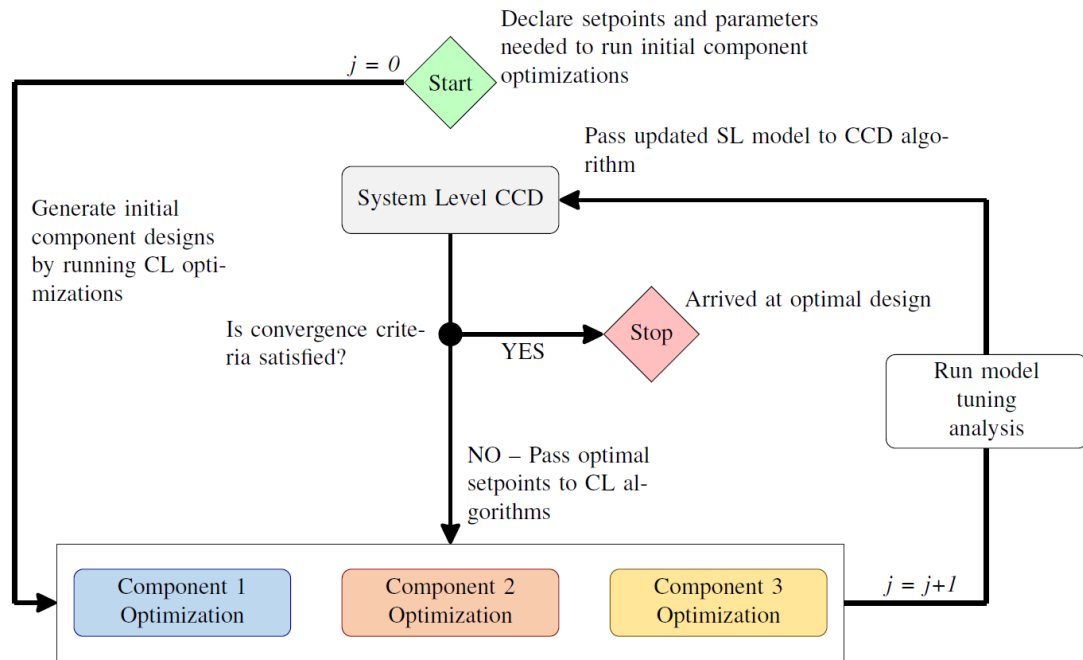 Declare setpoints and parameters
needed to run initial component
optimizations
j = 0
Start
Pass updated SL model to CCD algo-
rithm
System Level CCD
Generate initial
component designs
by running CL opti-
mizations
Arrived at optimal design
Is convergence crite-
ria satisfied?
YES
Stop
Run model
tuning
analysis
NO – Pass optimal
setpoints to CL al-
gorithms
Component 1
Optimization
Component 2
Optimization
Component 3
Optimization
j = j+1